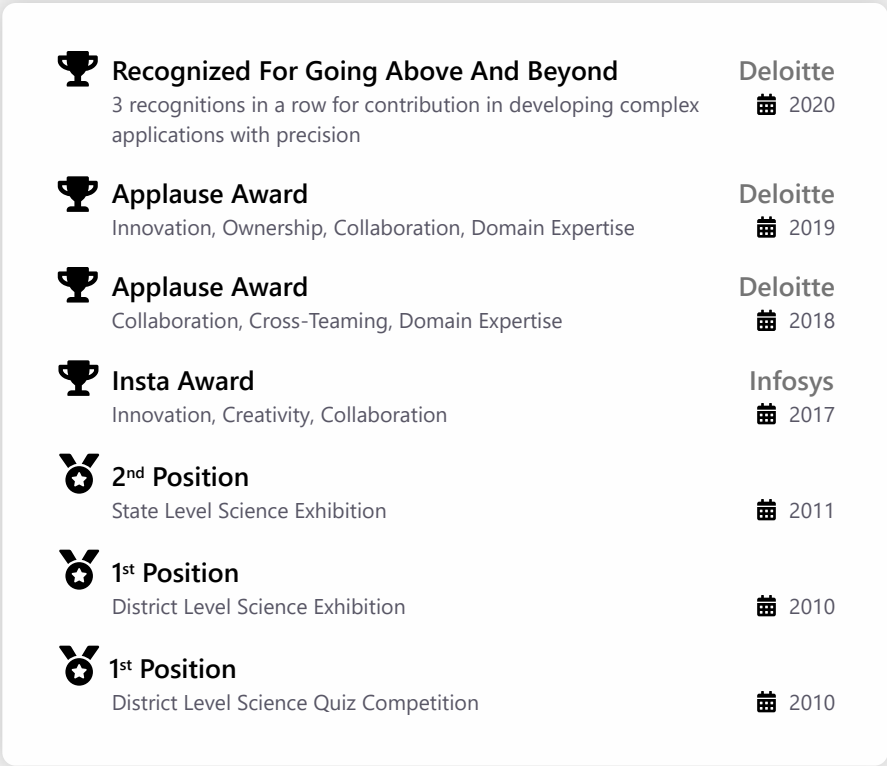 Recognized For Going Above And Beyond Deloitte
3 recognitions in a row for contribution in developing complex 2020
applications with precision
Applause Award Deloitte
Innovation, Ownership, Collaboration, Domain Expertise 2019
Applause Award Deloitte
Collaboration, Cross-Teaming, Domain Expertise 2018
Insta Award Infosys
Innovation, Creativity, Collaboration 2017
2nd Position
State Level Science Exhibition 2011
1st Position
District Level Science Exhibition 2010
1st Position
District Level Science Quiz Competition 2010